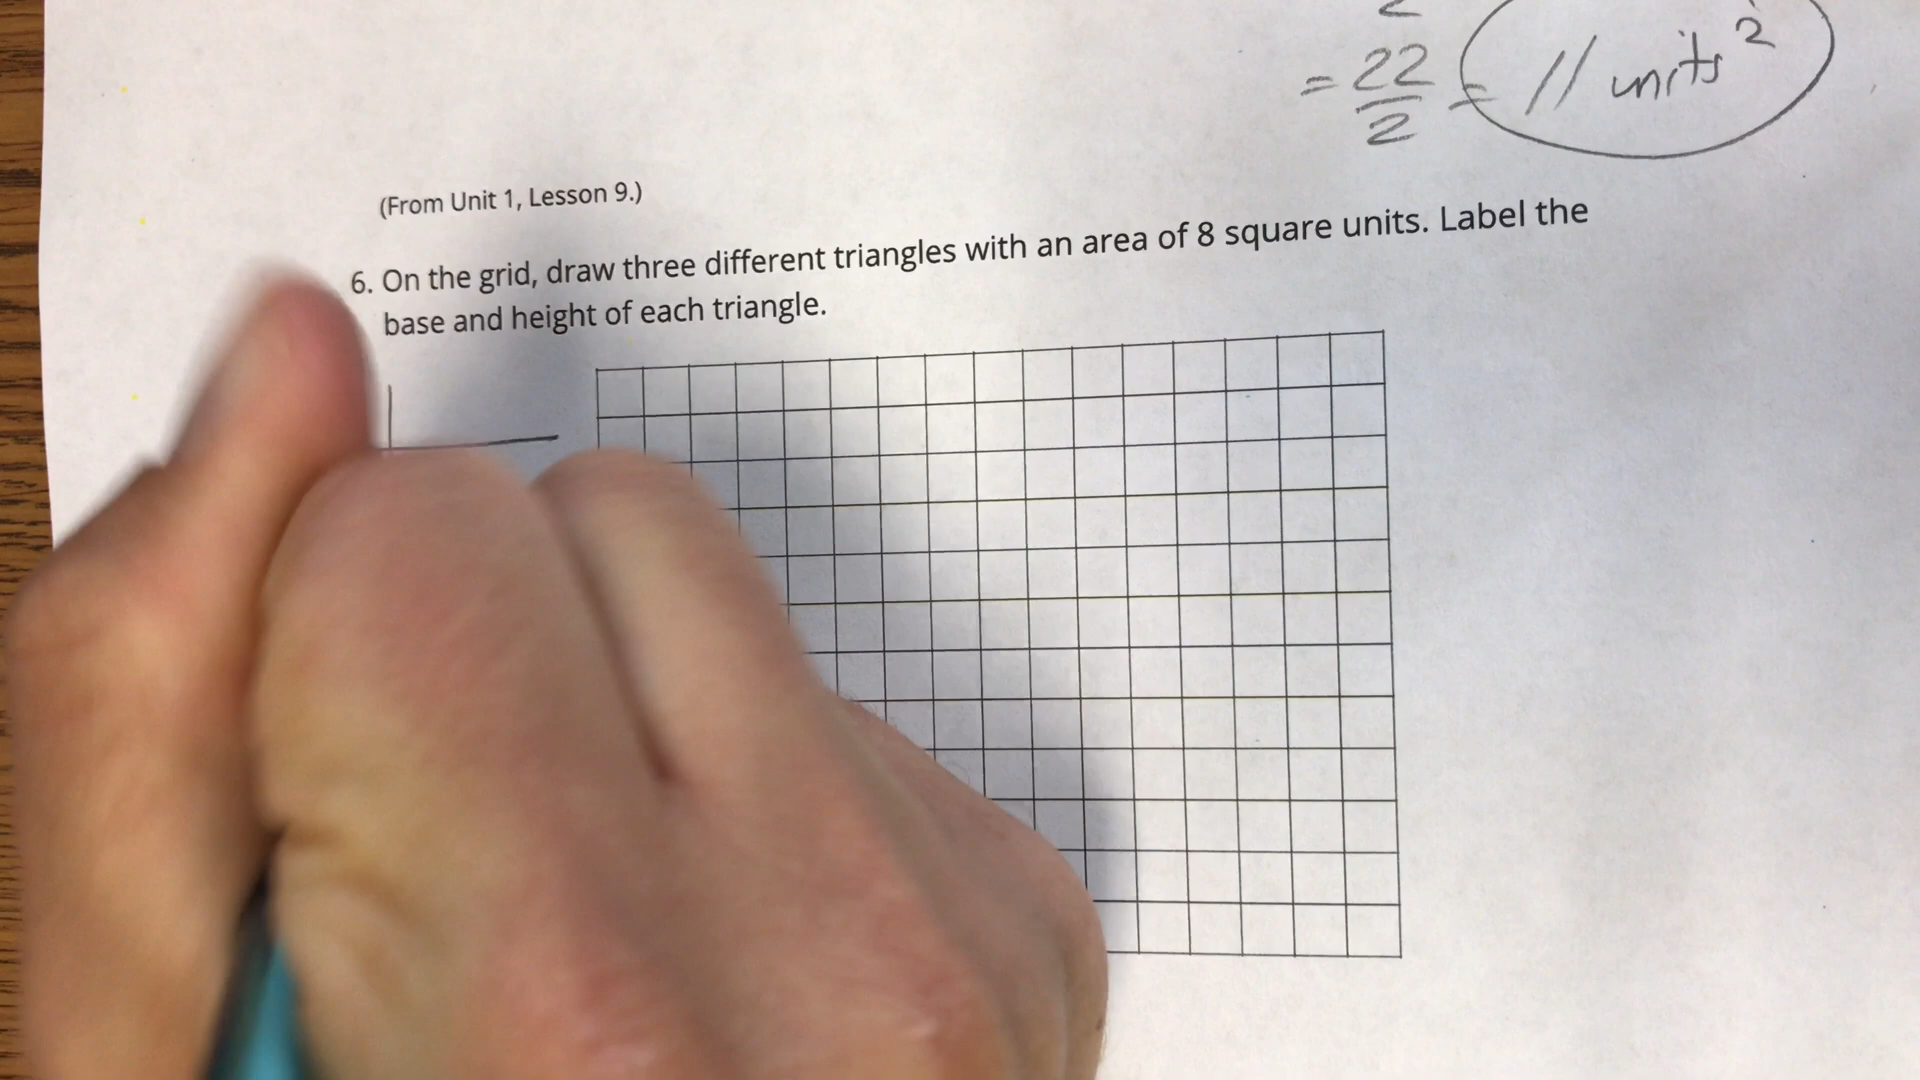 = 22/2 = 11 units²
(From Unit 1, Lesson 9.)
6. On the grid, draw three different triangles with an area of 8 square units. Label the
base and height of each triangle.